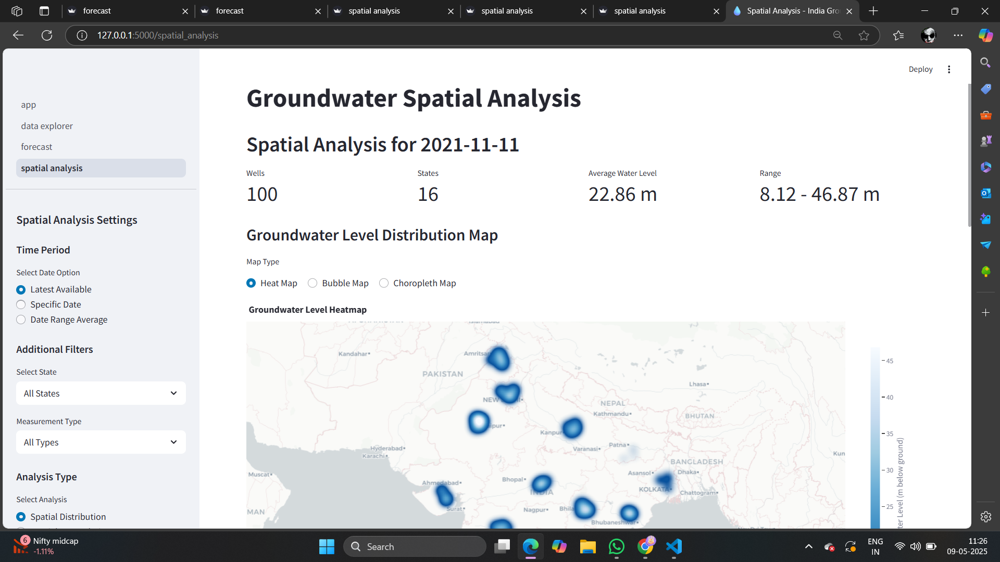 forecast
forecast
spatial analysis
spatial analysis
spatial analysis
Spatial Analysis - India Gro
127.0.0.1:5000/spatial_analysis
Deploy
app
data explorer
forecast
spatial analysis
Spatial Analysis Settings
Time Period
Select Date Option
Latest Available
Specific Date
Date Range Average
Additional Filters
Select State
All States
Measurement Type
All Types
Analysis Type
Select Analysis
Spatial Distribution
Groundwater Spatial Analysis
Spatial Analysis for 2021-11-11
Wells
100
States
16
Average Water Level
22.86 m
Range
8.12 - 46.87 m
Groundwater Level Distribution Map
Map Type
Heat Map
Bubble Map
Choropleth Map
Groundwater Level Heatmap
Islamabad
Kandahar
Amritsar
PAKISTAN
Lhasa
NEW
NEPAL
Kathmandu
BHUTAN
ipur
Kanpur
Patna
Varanasi
Hyderabad
Karachi
Kun
BANGLADESH
Muscat
Asansol
Dhaka
Bhopal
Ahmedabad
INDIA
KOLKATA
Chattogram
Surat
Nagpur
Bhila
MAN
Bhubaneshwar
45
40
35
30
25
ter Level (m below ground)
6
Nifty midcap
-1.11%
Search
ENG
IN
11:26
09-05-2025